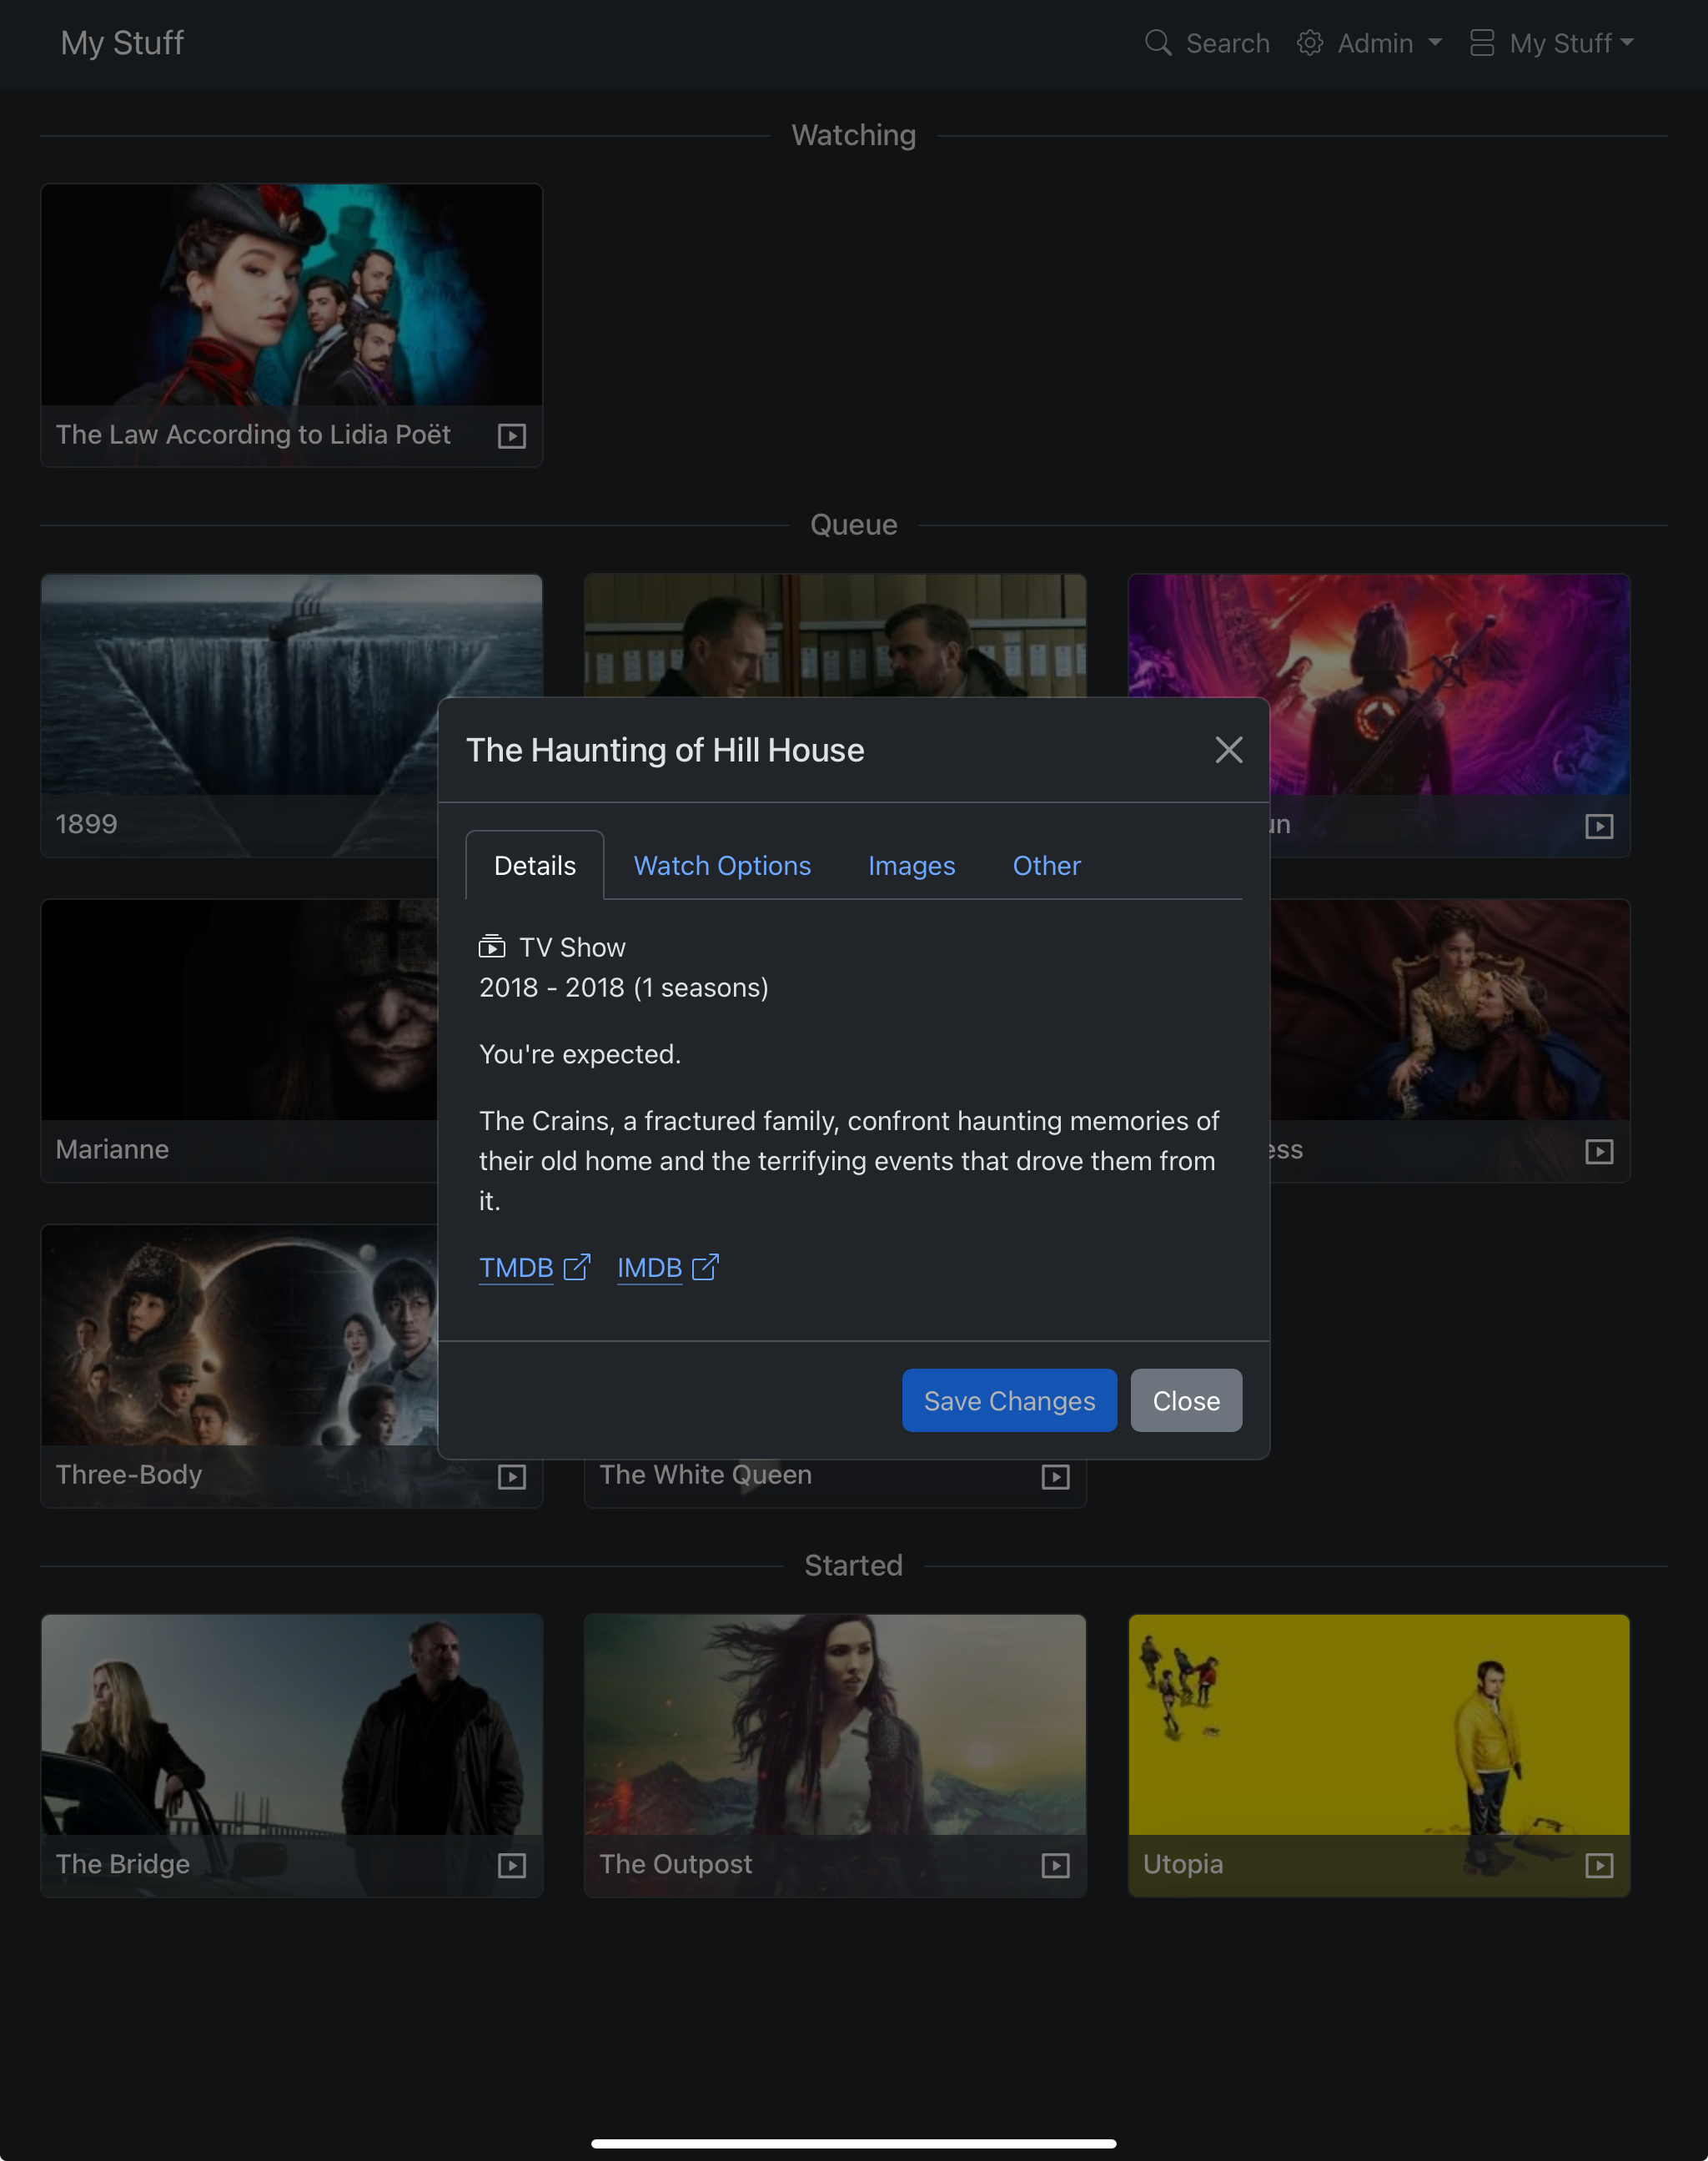 My Stuff
Search
Admin
My Stuff
Watching
The Law According to Lidia Poët
Queue
1899
un
The Haunting of Hill House
Details
Watch Options
Images
Other
TV Show
2018 - 2018 (1 seasons)
You're expected.
The Crains, a fractured family, confront haunting memories of
their old home and the terrifying events that drove them from
it.
TMDB
IMDB
Save Changes
Close
Marianne
ess
Three-Body
The White Queen
Started
The Bridge
The Outpost
Utopia